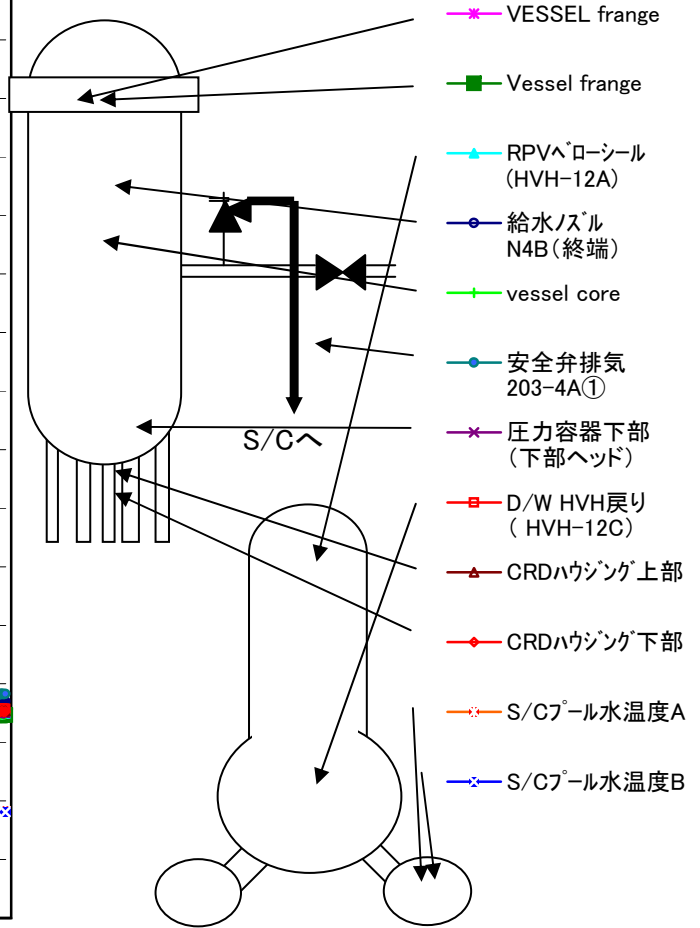 VESSEL frange
Vessel frange
RPVベローシール
(HVH-12A)
給水ノズル
N4B(終端)
vessel core
安全弁排気
203-4A①
圧力容器下部
(下部ヘッド)
D/W HVH戻り
( HVH-12C)
CRDハウジング上部
CRDハウジング下部
S/Cプール水温度A
S/Cプール水温度B
S/Cへ